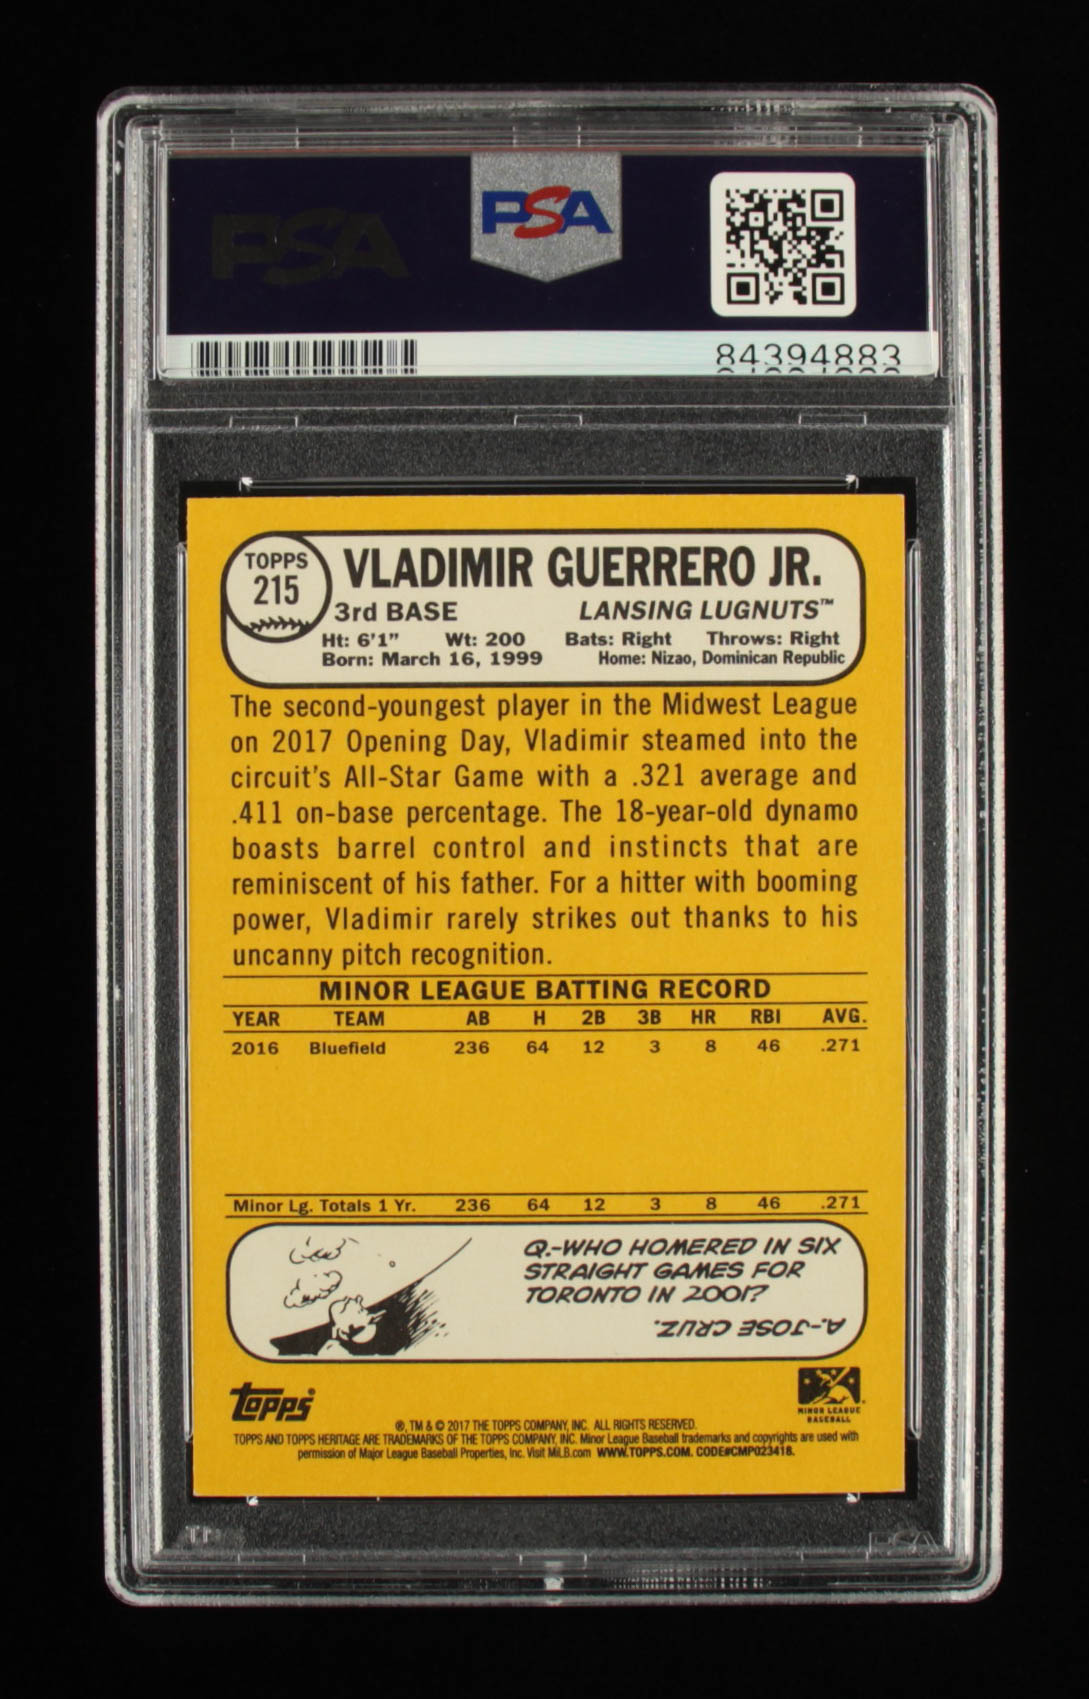 PSA
PSA
84394883
TOPPS
215
VLADIMIR GUERRERO JR.
3rd BASE LANSING LUGNUTS™
Ht: 6'1" Wt: 200 Bats: Right Throws: Right
Born: March 16, 1999 Home: Nizao, Dominican Republic
The second-youngest player in the Midwest League
on 2017 Opening Day, Vladimir steamed into the
circuit's All-Star Game with a .321 average and
.411 on-base percentage. The 18-year-old dynamo
boasts barrel control and instincts that are
reminiscent of his father. For a hitter with booming
power, Vladimir rarely strikes out thanks to his
uncanny pitch recognition.
MINOR LEAGUE BATTING RECORD
YEAR TEAM AB H 2B 3B HR RBI AVG.
2016 Bluefield 236 64 12 3 8 46 .271
Minor Lg. Totals 1 Yr. 236 64 12 3 8 46 .271
Q.-WHO HOMERED IN SIX
STRAIGHT GAMES FOR
TORONTO IN 2001?
A.-JOSE CRUZ.
topps
MINOR LEAGUE
BASEBALL
®, TM & © 2017 THE TOPPS COMPANY, INC. ALL RIGHTS RESERVED.
TOPPS AND TOPPS HERITAGE ARE TRADEMARKS OF THE TOPPS COMPANY, INC. Minor League Baseball trademarks and copyrights are used with
permission of Major League Baseball Properties, Inc. Visit MiLB.com WWW.TOPPS.COM. CODE#CMP023418.
PSA